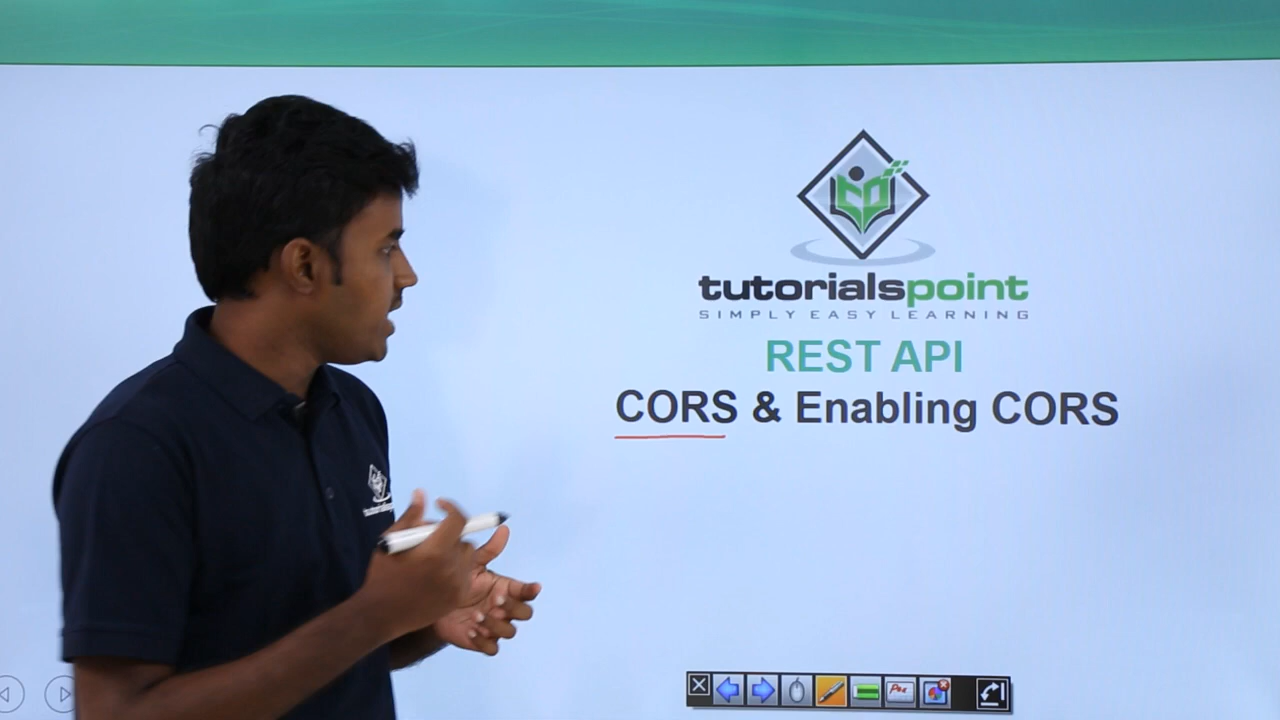 tutorialspoint
SIMPLY EASY LEARNING
REST API
CORS & Enabling CORS